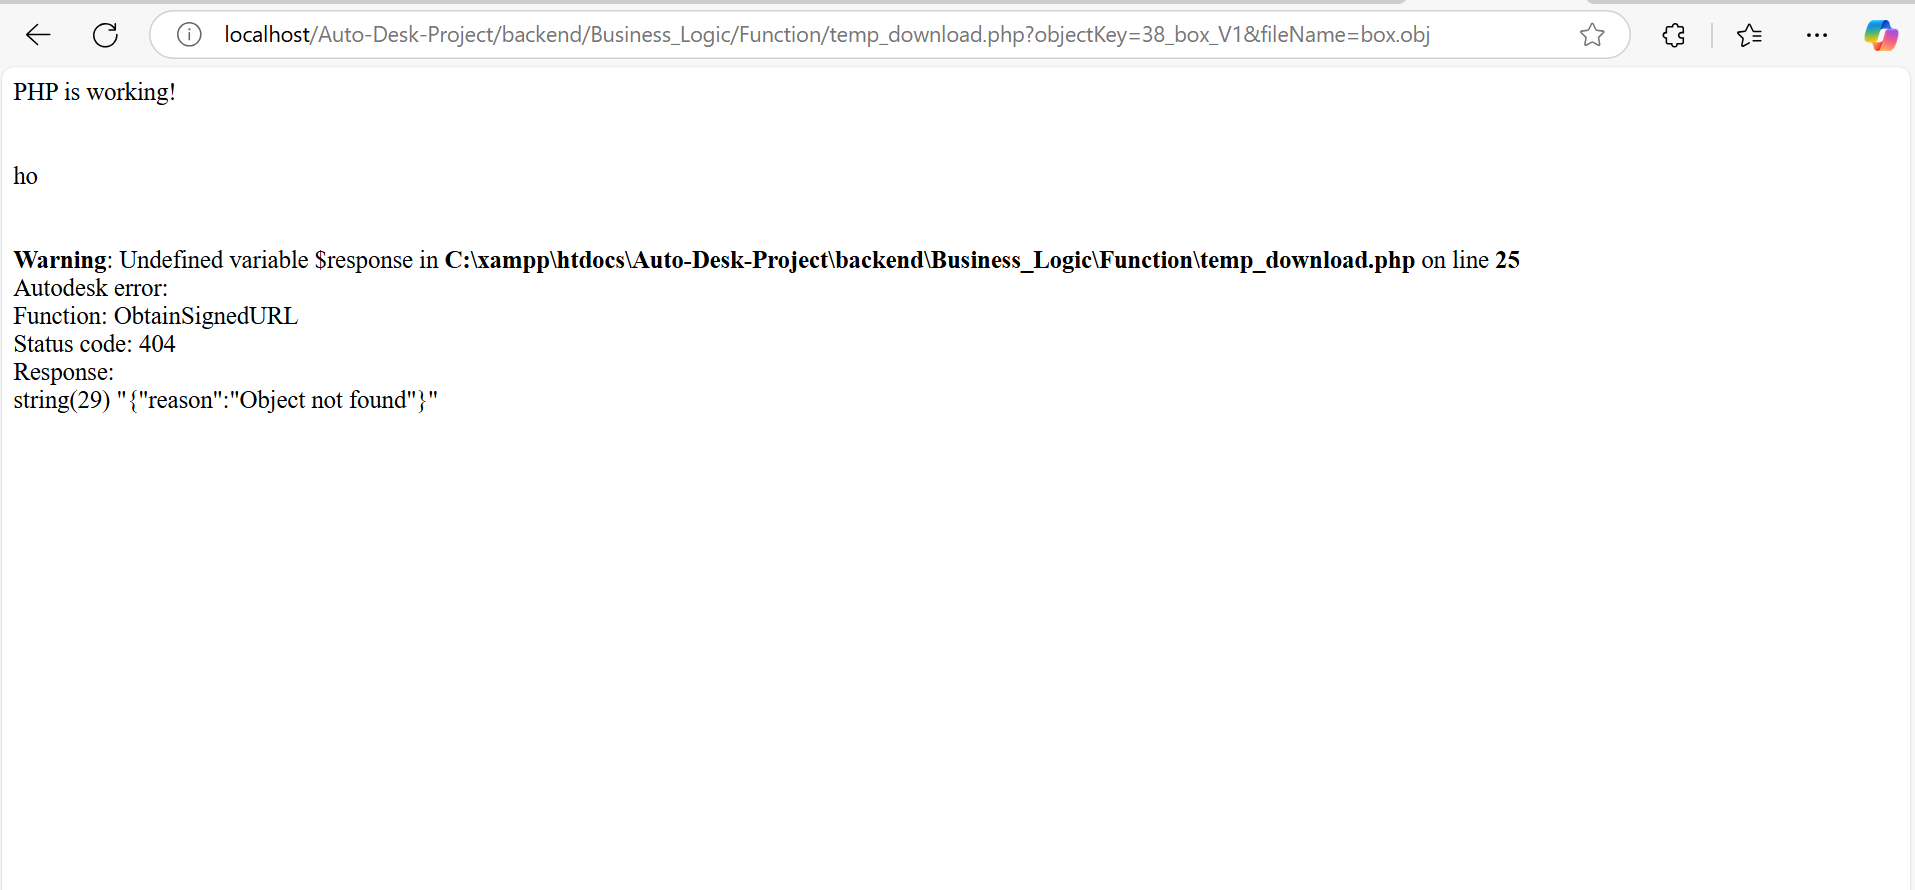 localhost/Auto-Desk-Project/backend/Business_Logic/Function/temp_download.php?objectKey=38_box_V1&fileName=box.obj
PHP is working!
ho
Warning: Undefined variable $response in C:\xampp\htdocs\Auto-Desk-Project\backend\Business_Logic\Function\temp_download.php on line 25
Autodesk error:
Function: ObtainSignedURL
Status code: 404
Response:
string(29) "{"reason":"Object not found"}"